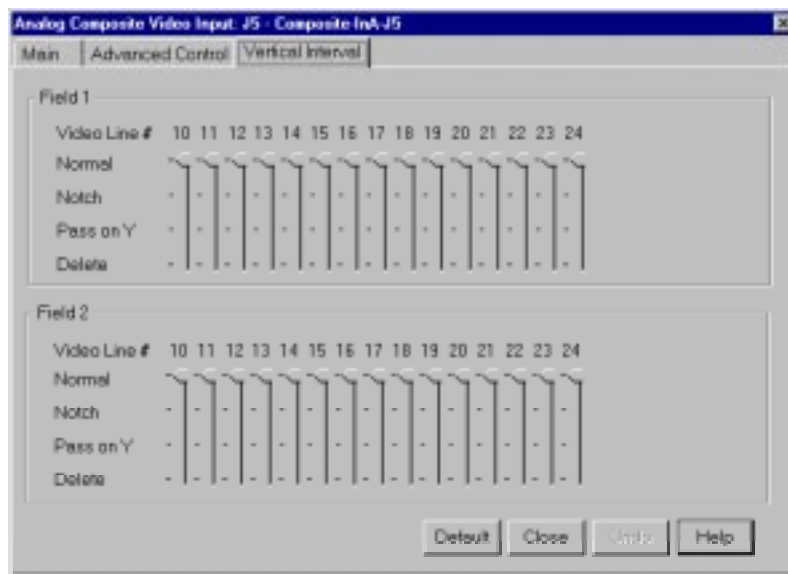 Analog Composite Video Input: J5 - Composite-InA-J5
Main Advanced Control Vertical Interval
Field 1
Video Line # 10 11 12 13 14 15 16 17 18 19 20 21 22 23 24
Normal
Notch
Pass on Y
Delete
Field 2
Video Line # 10 11 12 13 14 15 16 17 18 19 20 21 22 23 24
Normal
Notch
Pass on Y
Delete
Default Close Undo Help